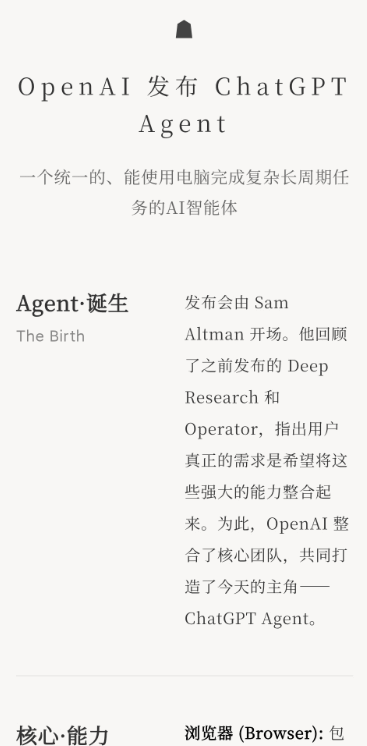 OpenAI 发布 ChatGPT
Agent
一个统一的、能使用电脑完成复杂长周期任
务的AI智能体
Agent·诞生
The Birth
发布会由 Sam
Altman 开场。他回顾
了之前发布的 Deep
Research 和
Operator，指出用户
真正的需求是希望将这
些强大的能力整合起
来。为此，OpenAI 整
合了核心团队，共同打
造了今天的主角——
ChatGPT Agent。
核心·能力
浏览器 (Browser): 包